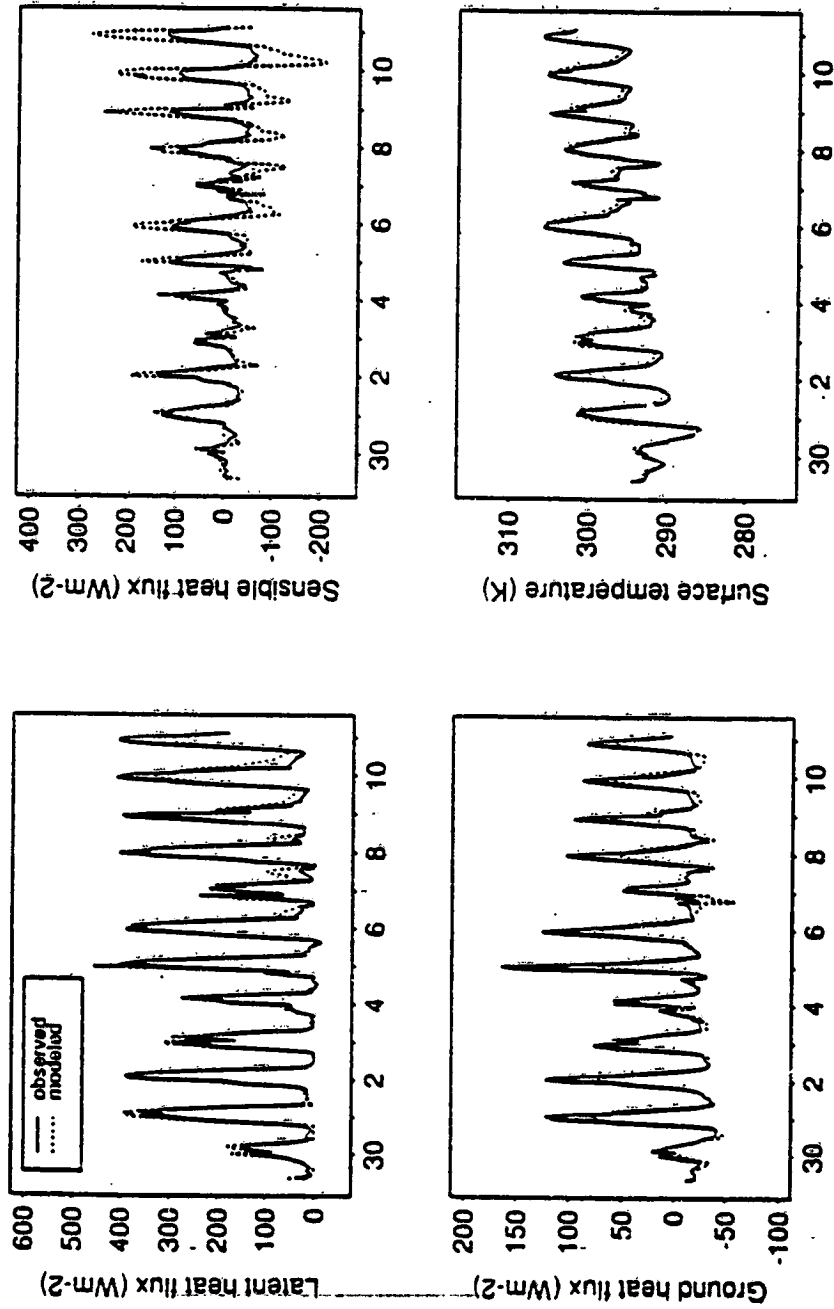 observed
modeled
Latent heat flux (Wm-2)
600
500
400
300
200
100
0
30 2 4 6 8 10
Sensible heat flux (Wm-2)
400
300
200
100
0
-100
-200
30 2 4 6 8 10
Ground heat flux (Wm-2)
200
150
100
50
0
-50
-100
30 2 4 6 8 10
Surface temperature (K)
310
300
290
280
30 2 4 6 8 10